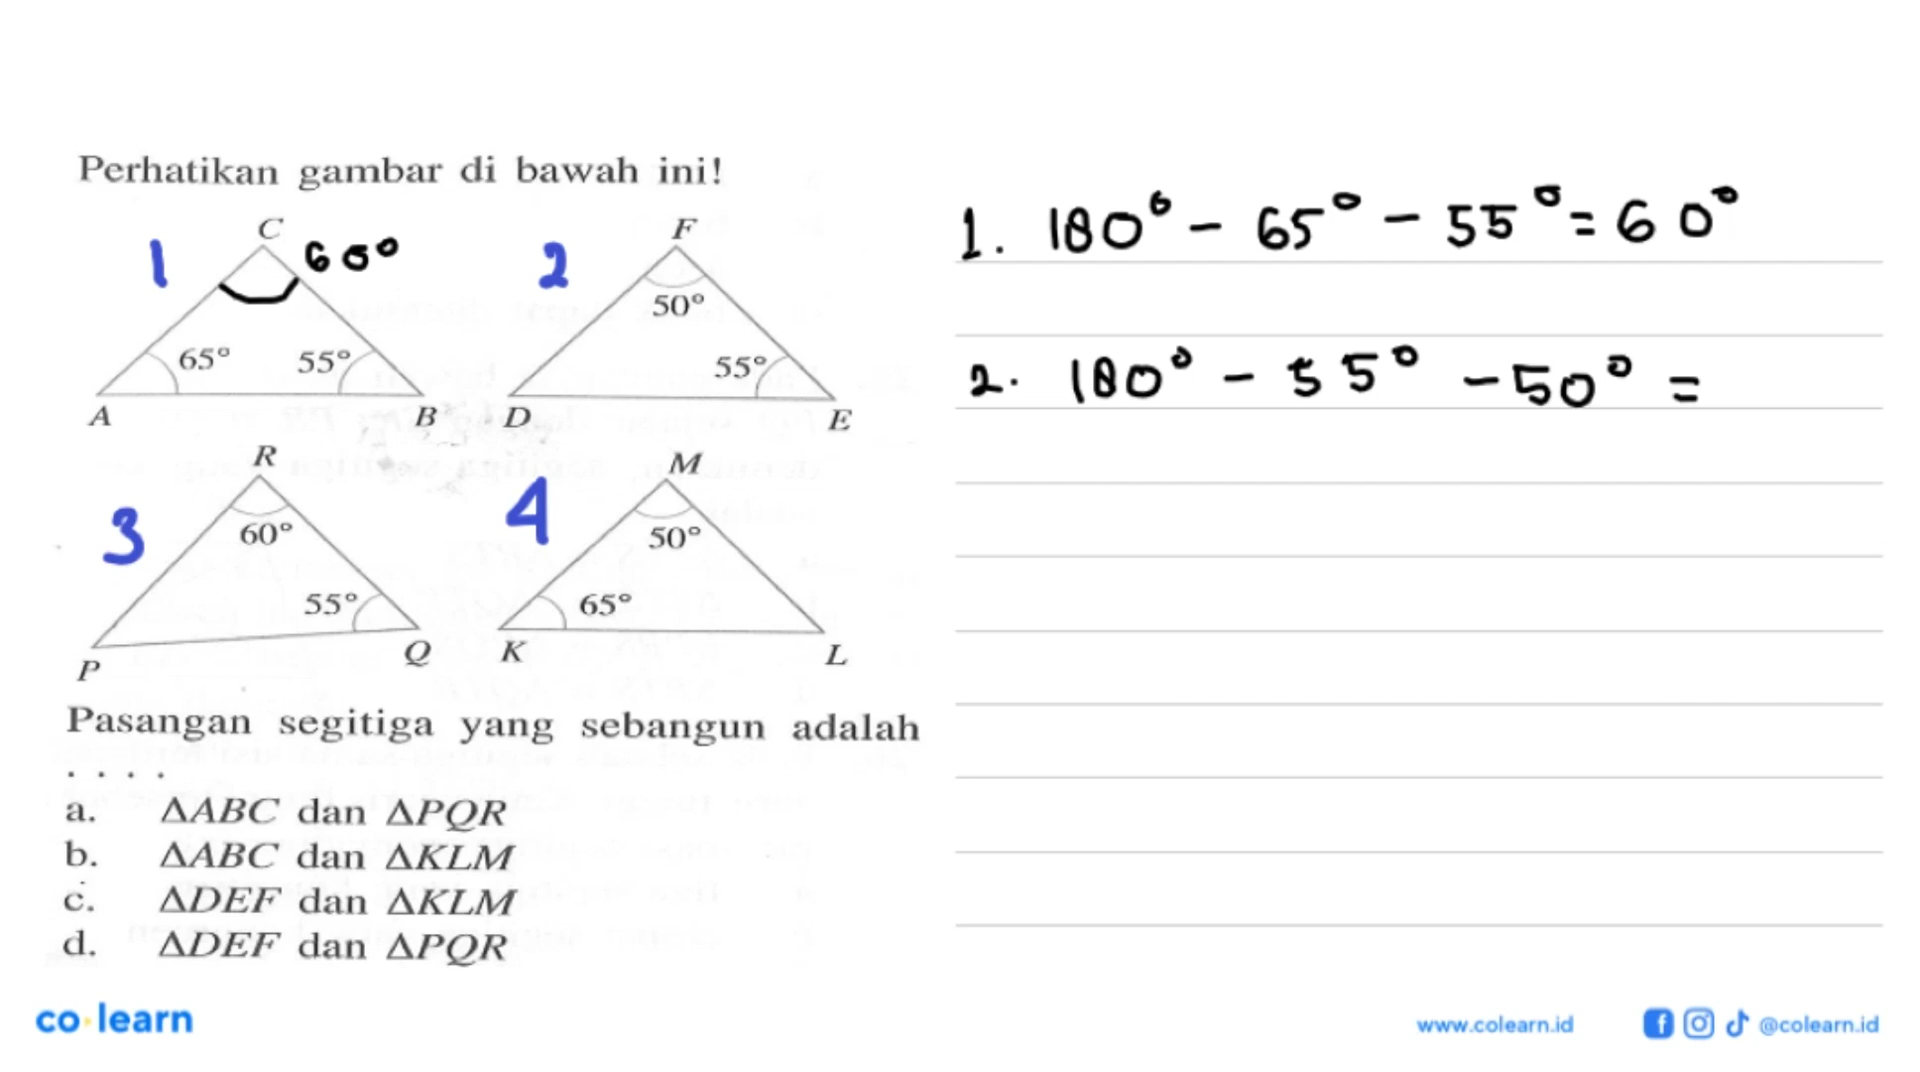 Perhatikan gambar di bawah ini!
1
C
60°
65°
55°
A
B
2
F
50°
55°
D
E
3
R
60°
55°
P
Q
4
M
50°
65°
K
L
Pasangan segitiga yang sebangun adalah
. . . .
a. ΔABC dan ΔPQR
b. ΔABC dan ΔKLM
c. ΔDEF dan ΔKLM
d. ΔDEF dan ΔPQR
1. 180° - 65° - 55° = 60°
2. 180° - 55° - 50° =
co·learn
www.colearn.id
@colearn.id